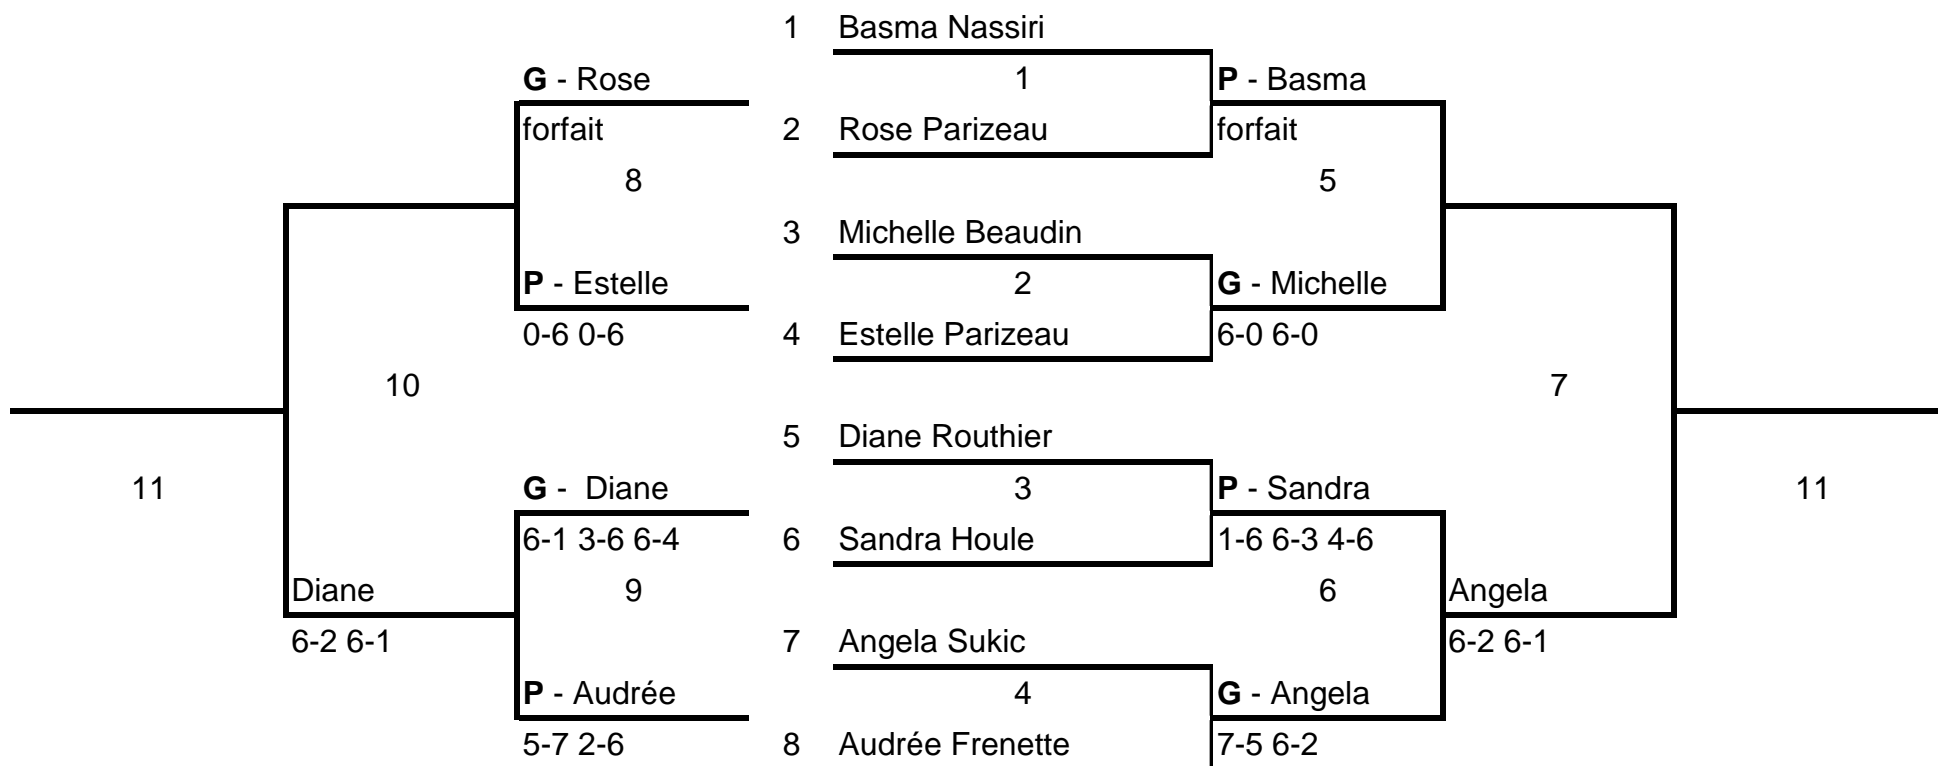 1 Basma Nassiri
G - Rose 1 P - Basma
forfait 2 Rose Parizeau forfait
8 5
3 Michelle Beaudin
P - Estelle 2 G - Michelle
0-6 0-6 4 Estelle Parizeau 6-0 6-0
10 7
5 Diane Routhier
11 G - Diane 3 P - Sandra 11
6-1 3-6 6-4 6 Sandra Houle 1-6 6-3 4-6
Diane 9 6 Angela
6-2 6-1 7 Angela Sukic 6-2 6-1
P - Audrée 4 G - Angela
5-7 2-6 8 Audrée Frenette 7-5 6-2